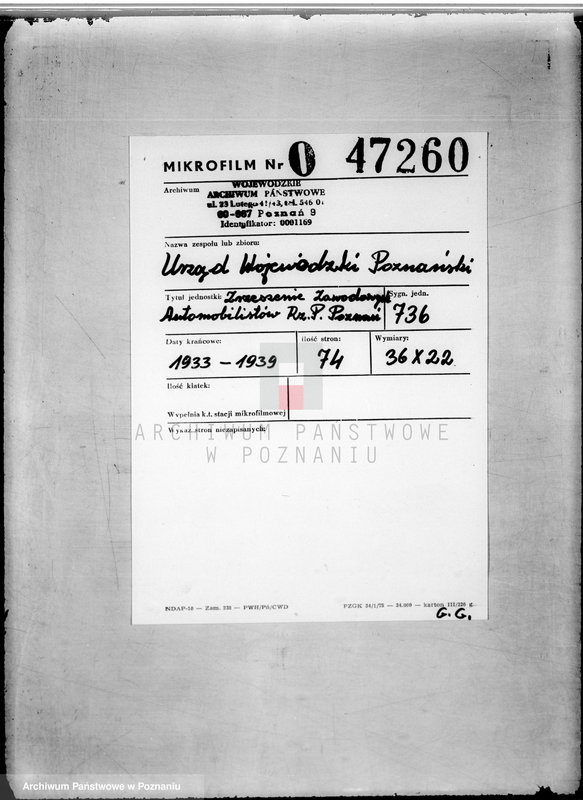 MIKROFILM Nr 0 47260
Archiwum
WOJEWÓDZKIE
ARCHIWUM PAŃSTWOWE
ul. 23 Lutego 41/43, tel. 546 0
60-967 Poznań 9
Identyfikator: 0001169
Nazwa zespołu lub zbioru:
Urząd Wojewódzki Poznański
Tytuł jednostki: Zrzeszenie Zawodowych
Automobilistów Rz. P. Poznań
Sygn. jedn.
736
Daty krańcowe:
1933 – 1939
Ilość stron:
74
Wymiary:
36 X 22
Ilość klatek:
Wypełnia k.t. stacji mikrofilmowej
Wykaz stron niezapisanych:
ARCHIWUM PAŃSTWOWE
W POZNANIU
NDAP-10 — Zam. 238 — PWH/Pó/CWD
PZGK 34/1/75 — 34.000 — karton III/220 g.
G.G.
Archiwum Państwowe w Poznaniu